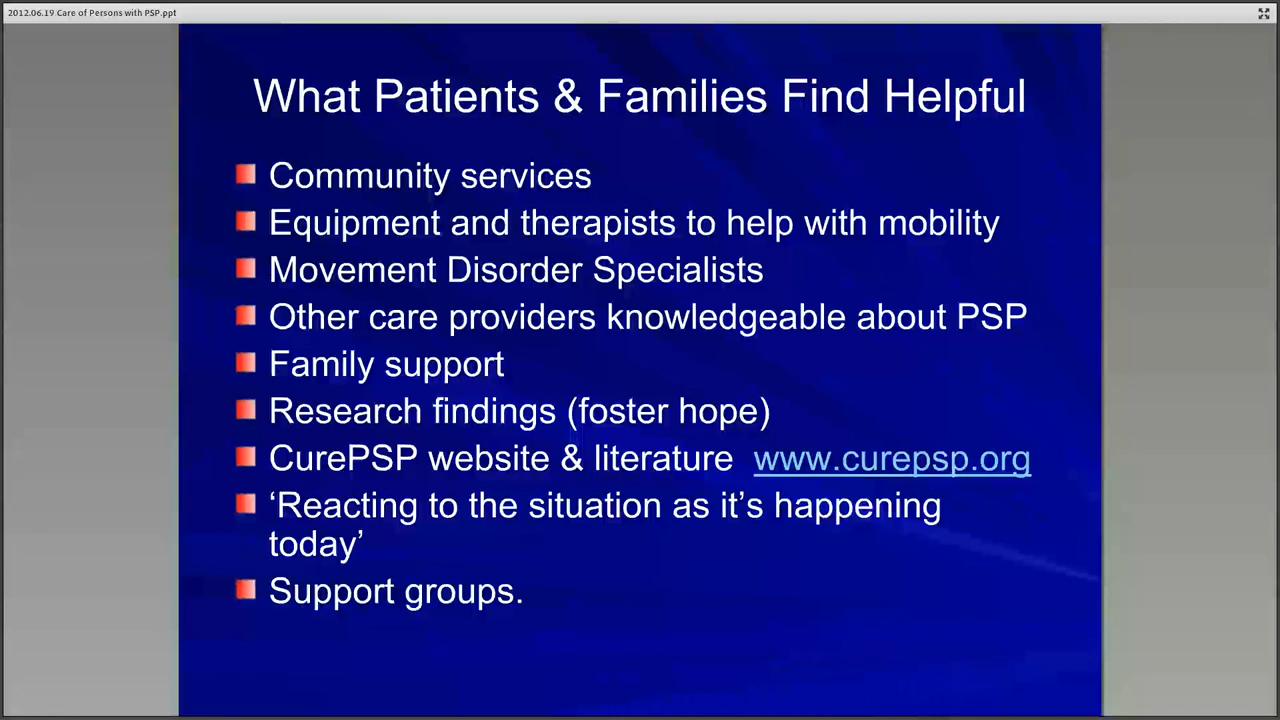 2012.06.19 Care of Persons with PSP.ppt
What Patients & Families Find Helpful
Community services
Equipment and therapists to help with mobility
Movement Disorder Specialists
Other care providers knowledgeable about PSP
Family support
Research findings (foster hope)
CurePSP website & literature www.curepsp.org
‘Reacting to the situation as it’s happening
today’
Support groups.